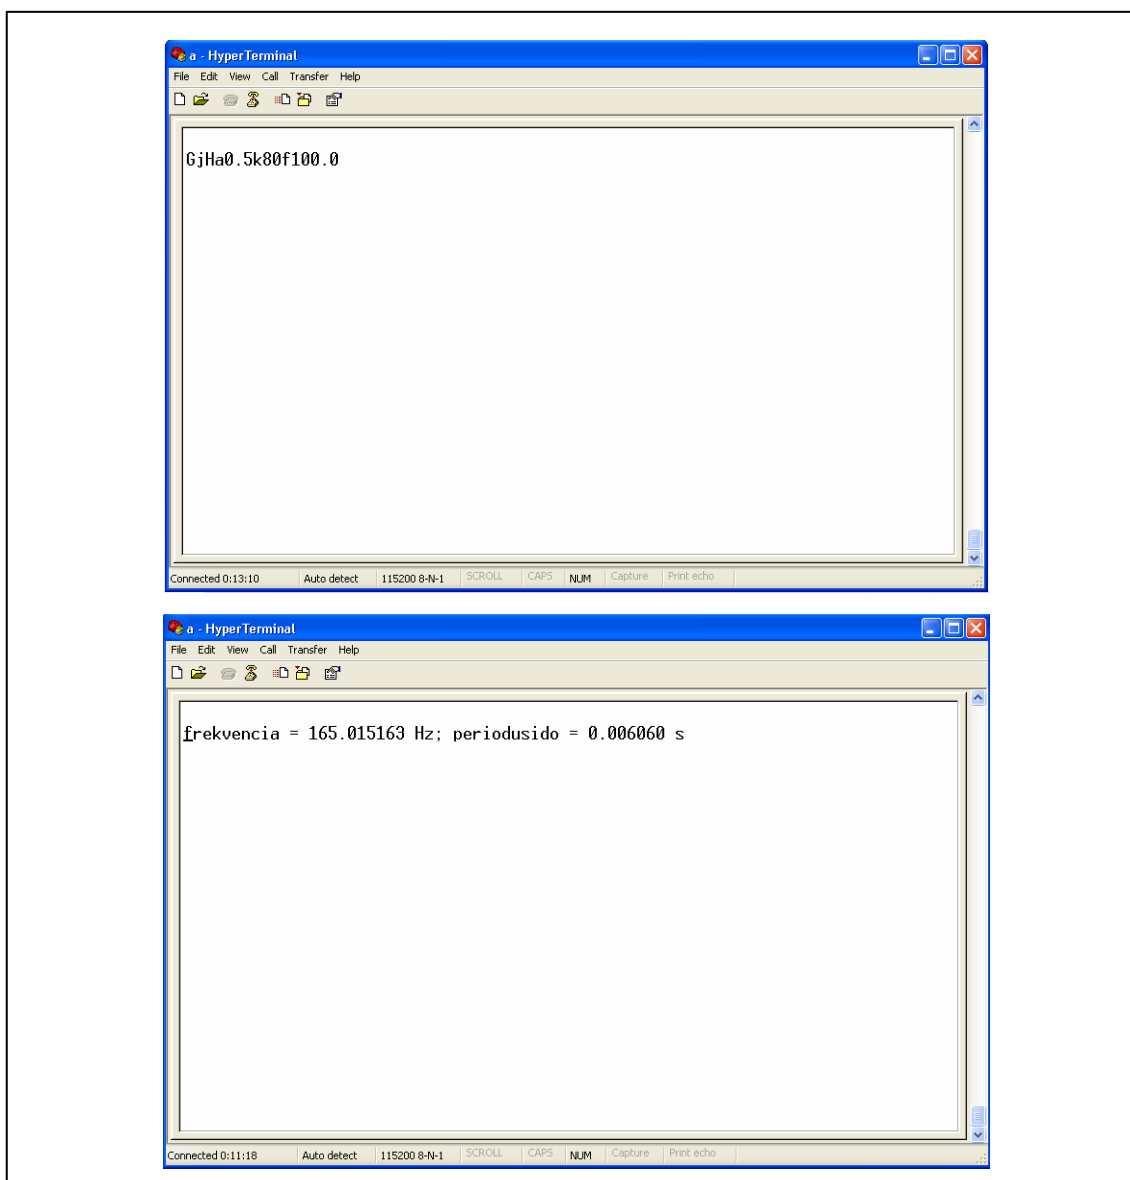 a - HyperTerminal
File Edit View Call Transfer Help
GjHa0.5k80f100.0
Connected 0:13:10 Auto detect 115200 8-N-1 SCROLL CAPS NUM Capture Print echo
a - HyperTerminal
File Edit View Call Transfer Help
frekvencia = 165.015163 Hz; periodusido = 0.006060 s
Connected 0:11:18 Auto detect 115200 8-N-1 SCROLL CAPS NUM Capture Print echo